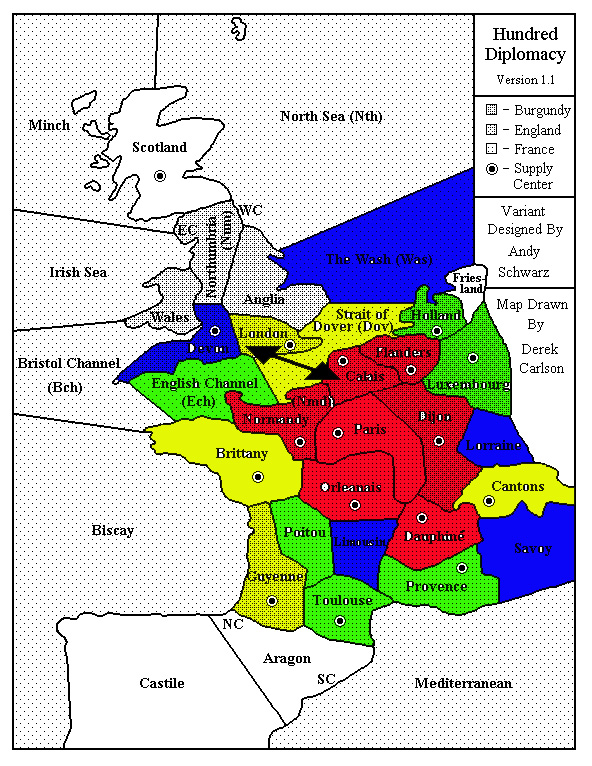 Hundred
Diplomacy
Version 1.1
- Burgundy
- England
- France
- Supply
Center
Variant
Designed By
Andy
Schwarz
Map Drawn
By
Derek
Carlson
Minch
North Sea (Nth)
Scotland
WC
EC
Northumbria
(Num)
Irish Sea
The Wash (Was)
Fries-
land
Anglia
Wales
Strait of
Dover (Dov)
Holland
London
Devon
Flanders
Bristol Channel
(Bch)
Calais
English Channel
(Ech)
Luxembourg
(Nmd)
Normandy
Dijon
Paris
Lorraine
Brittany
Orleanais
Cantons
Biscay
Poitou
Limousin
Dauphiné
Savoy
Guyenne
Provence
Toulouse
NC
Aragon
SC
Castile
Mediterranean